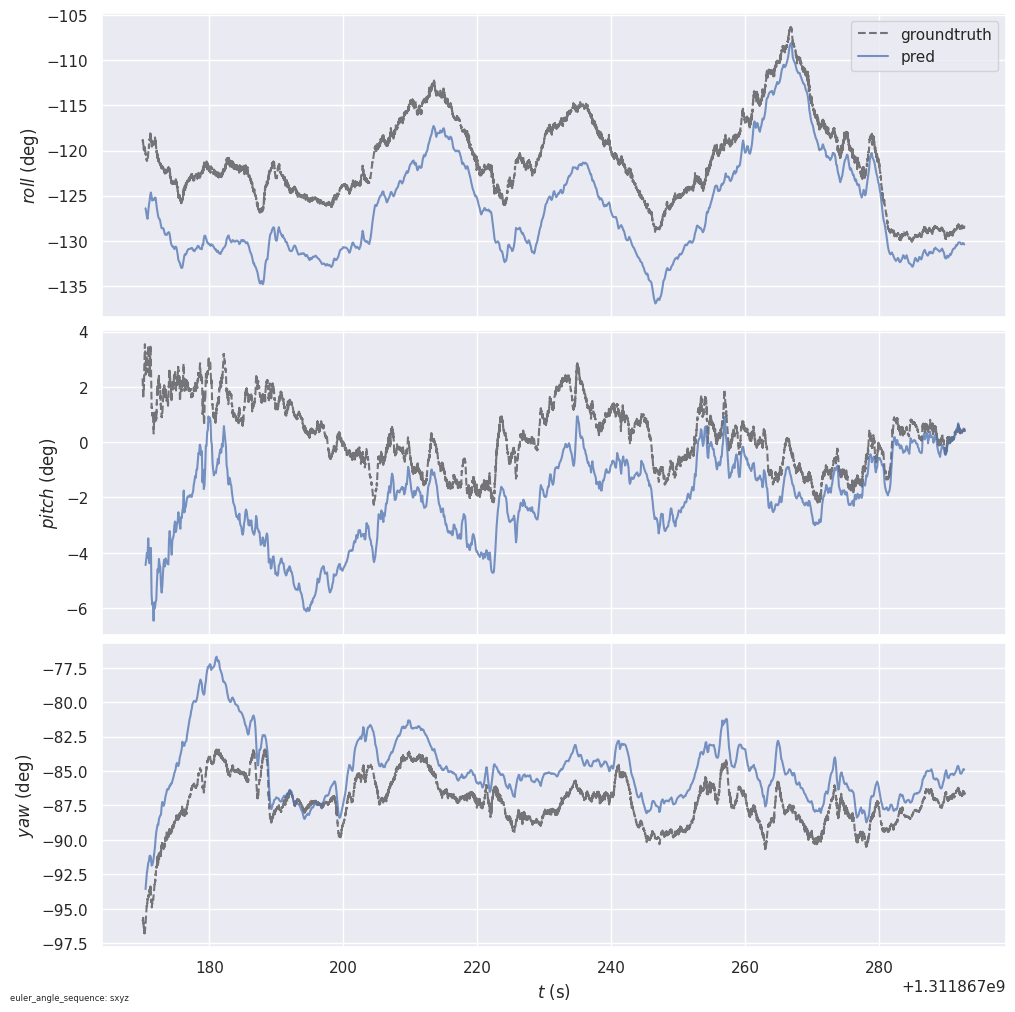 −105
−110
−115
−120
−125
−130
−135
roll (deg)
groundtruth
pred
4
2
0
−2
−4
−6
pitch (deg)
−77.5
−80.0
−82.5
−85.0
−87.5
−90.0
−92.5
−95.0
−97.5
yaw (deg)
180 200 220 240 260 280
t (s)
+1.311867e9
euler_angle_sequence: sxyz